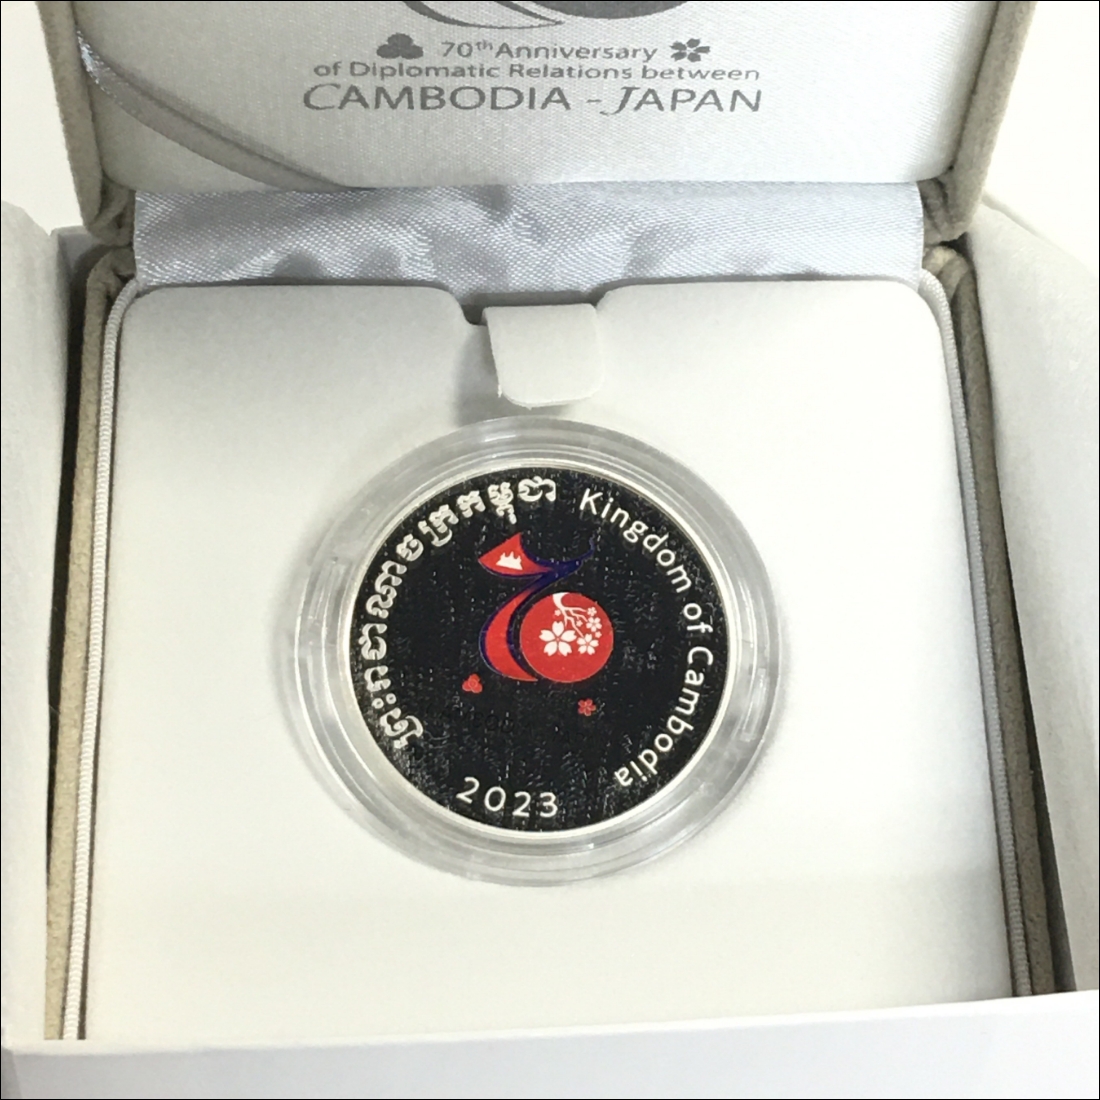 70th Anniversary
of Diplomatic Relations between
CAMBODIA - JAPAN
ព្រះរាជាណាចក្រកម្ពុជា
Kingdom of Cambodia
2023